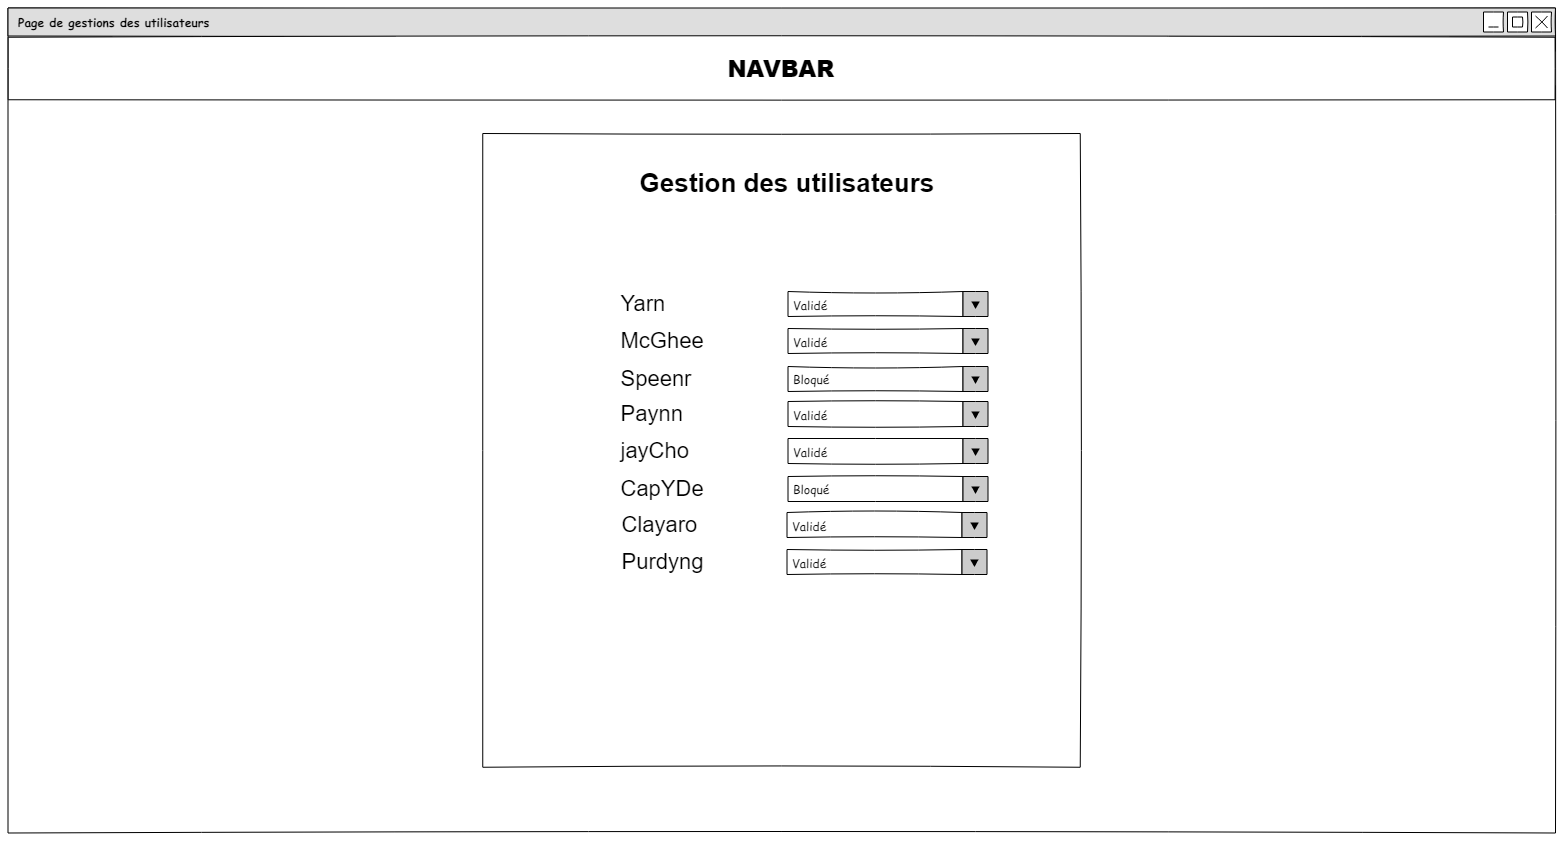 Page de gestions des utilisateurs
NAVBAR
Gestion des utilisateurs
Yarn Validé
McGhee Validé
Speenr Bloqué
Paynn Validé
jayCho Validé
CapYDe Bloqué
Clayaro Validé
Purdyng Validé